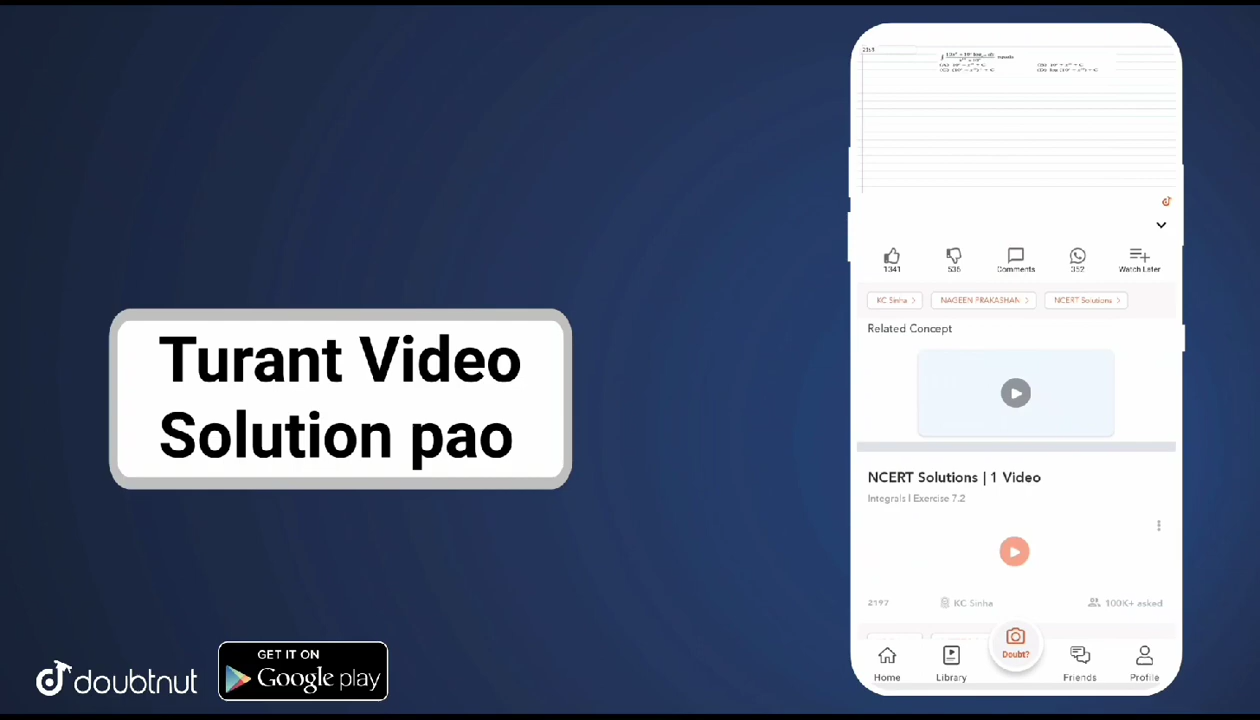 Turant Video
Solution pao
doubtnut
GET IT ON
Google play
(A)
(B)
(C)
(D)
1341
Comments
352
Watch Later
KC Sinha
NAGEEN PRAKASHAN
NCERT Solutions
Related Concept
NCERT Solutions | 1 Video
Integrals | Exercise 7.2
2197
KC Sinha
100K+ asked
Doubt?
Home
Library
Friends
Profile